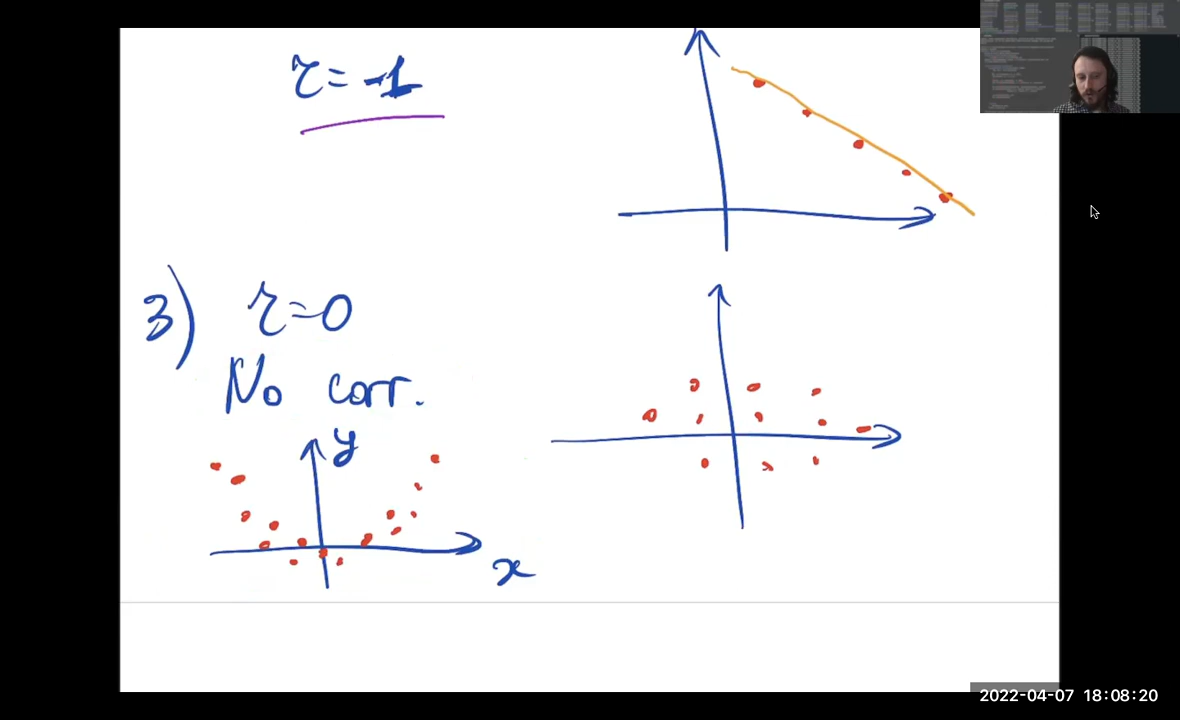 r = -1
3) r=0
No corr.
y
x
2022-04-07 18:08:20